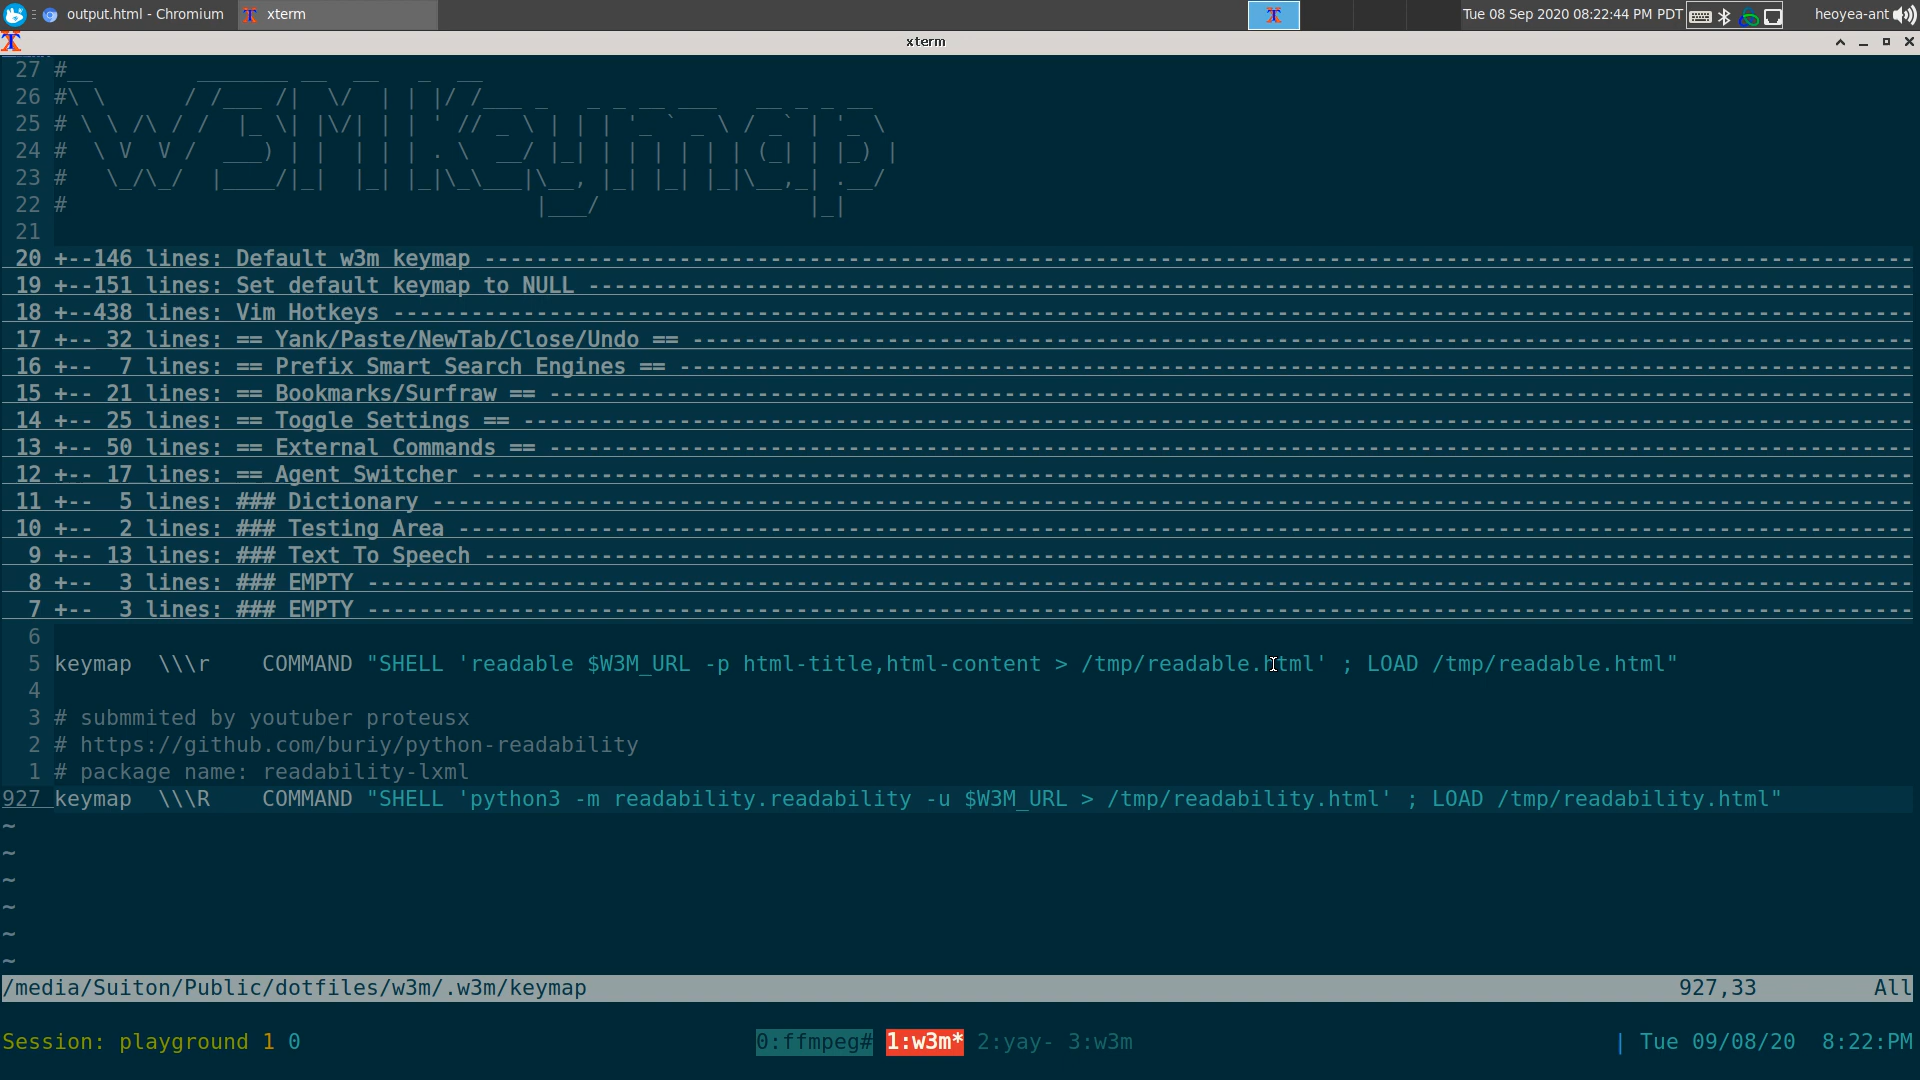 output.html - Chromium xterm Tue 08 Sep 2020 08:22:44 PM PDT heoyea-ant
xterm
27 #__        _______ __  __   _  __
26 #\ \      / /___ /|  \/  | | |/ /___ _   _ _ __ ___   __ _ _ __
25 # \ \ /\ / /  |_ \| |\/| | | ' // _ \ | | | '_ ` _ \ / _` | '_ \
24 #  \ V  V /  ___) | |  | | | . \  __/ |_| | | | | | | (_| | |_) |
23 #   \_/\_/  |____/|_|  |_| |_|\_\___|\__, |_| |_| |_|\__,_| .__/
22 #                                    |___/                |_|
21
20 +--146 lines: Default w3m keymap ----------
19 +--151 lines: Set default keymap to NULL ----------
18 +--438 lines: Vim Hotkeys ----------
17 +-- 32 lines: == Yank/Paste/NewTab/Close/Undo == ----------
16 +--  7 lines: == Prefix Smart Search Engines == ----------
15 +-- 21 lines: == Bookmarks/Surfraw == ----------
14 +-- 25 lines: == Toggle Settings == ----------
13 +-- 50 lines: == External Commands == ----------
12 +-- 17 lines: == Agent Switcher ----------
11 +--  5 lines: ### Dictionary ----------
10 +--  2 lines: ### Testing Area ----------
9 +-- 13 lines: ### Text To Speech ----------
8 +--  3 lines: ### EMPTY ----------
7 +--  3 lines: ### EMPTY ----------
6
5 keymap  \\\r    COMMAND "SHELL 'readable $W3M_URL -p html-title,html-content > /tmp/readable.html' ; LOAD /tmp/readable.html"
4
3 # submmited by youtuber proteusx
2 # https://github.com/buriy/python-readability
1 # package name: readability-lxml
927 keymap  \\\R    COMMAND "SHELL 'python3 -m readability.readability -u $W3M_URL > /tmp/readability.html' ; LOAD /tmp/readability.html"
~
~
~
~
~
~
/media/Suiton/Public/dotfiles/w3m/.w3m/keymap 927,33 All
Session: playground 1 0 0:ffmpeg# 1:w3m* 2:yay- 3:w3m | Tue 09/08/20 8:22:PM